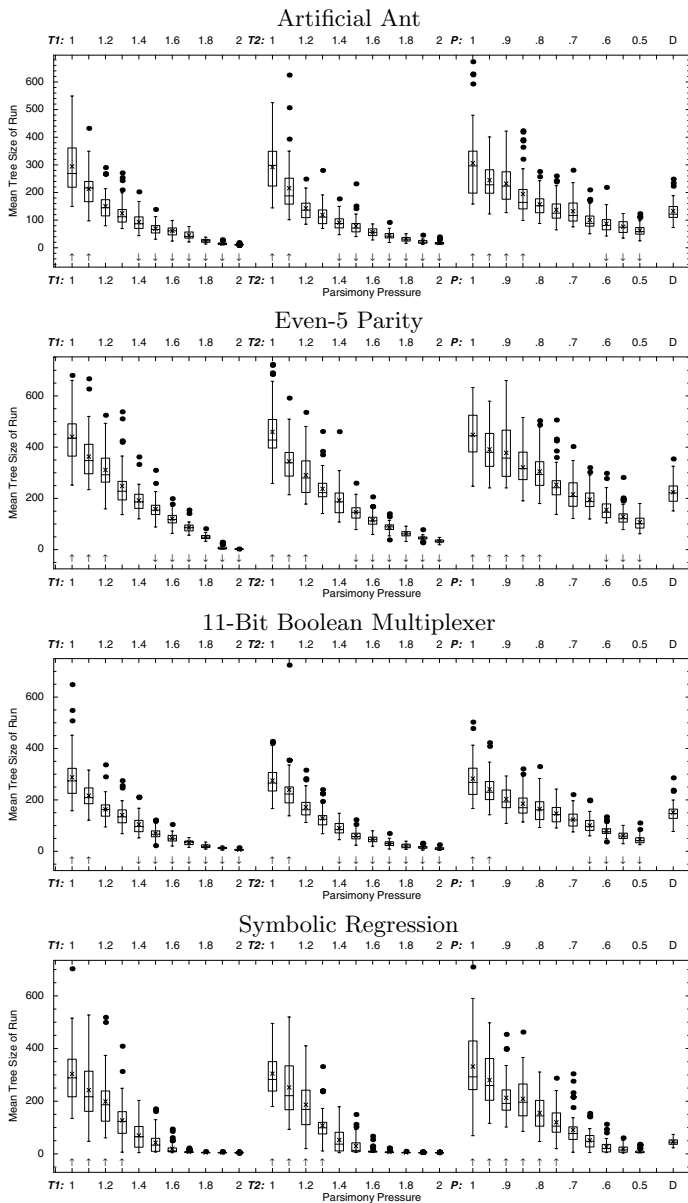 Artificial Ant
T1: 1 1.2 1.4 1.6 1.8 2 T2: 1 1.2 1.4 1.6 1.8 2 P: 1 .9 .8 .7 .6 0.5 D
Mean Tree Size of Run
600
500
400
300
200
100
0
T1: 1 1.2 1.4 1.6 1.8 2 T2: 1 1.2 1.4 1.6 1.8 2 P: 1 .9 .8 .7 .6 0.5 D
Parsimony Pressure
Even-5 Parity
T1: 1 1.2 1.4 1.6 1.8 2 T2: 1 1.2 1.4 1.6 1.8 2 P: 1 .9 .8 .7 .6 0.5 D
Mean Tree Size of Run
600
400
200
0
T1: 1 1.2 1.4 1.6 1.8 2 T2: 1 1.2 1.4 1.6 1.8 2 P: 1 .9 .8 .7 .6 0.5 D
Parsimony Pressure
11-Bit Boolean Multiplexer
T1: 1 1.2 1.4 1.6 1.8 2 T2: 1 1.2 1.4 1.6 1.8 2 P: 1 .9 .8 .7 .6 0.5 D
Mean Tree Size of Run
600
400
200
0
T1: 1 1.2 1.4 1.6 1.8 2 T2: 1 1.2 1.4 1.6 1.8 2 P: 1 .9 .8 .7 .6 0.5 D
Parsimony Pressure
Symbolic Regression
T1: 1 1.2 1.4 1.6 1.8 2 T2: 1 1.2 1.4 1.6 1.8 2 P: 1 .9 .8 .7 .6 0.5 D
Mean Tree Size of Run
600
400
200
0
T1: 1 1.2 1.4 1.6 1.8 2 T2: 1 1.2 1.4 1.6 1.8 2 P: 1 .9 .8 .7 .6 0.5 D
Parsimony Pressure